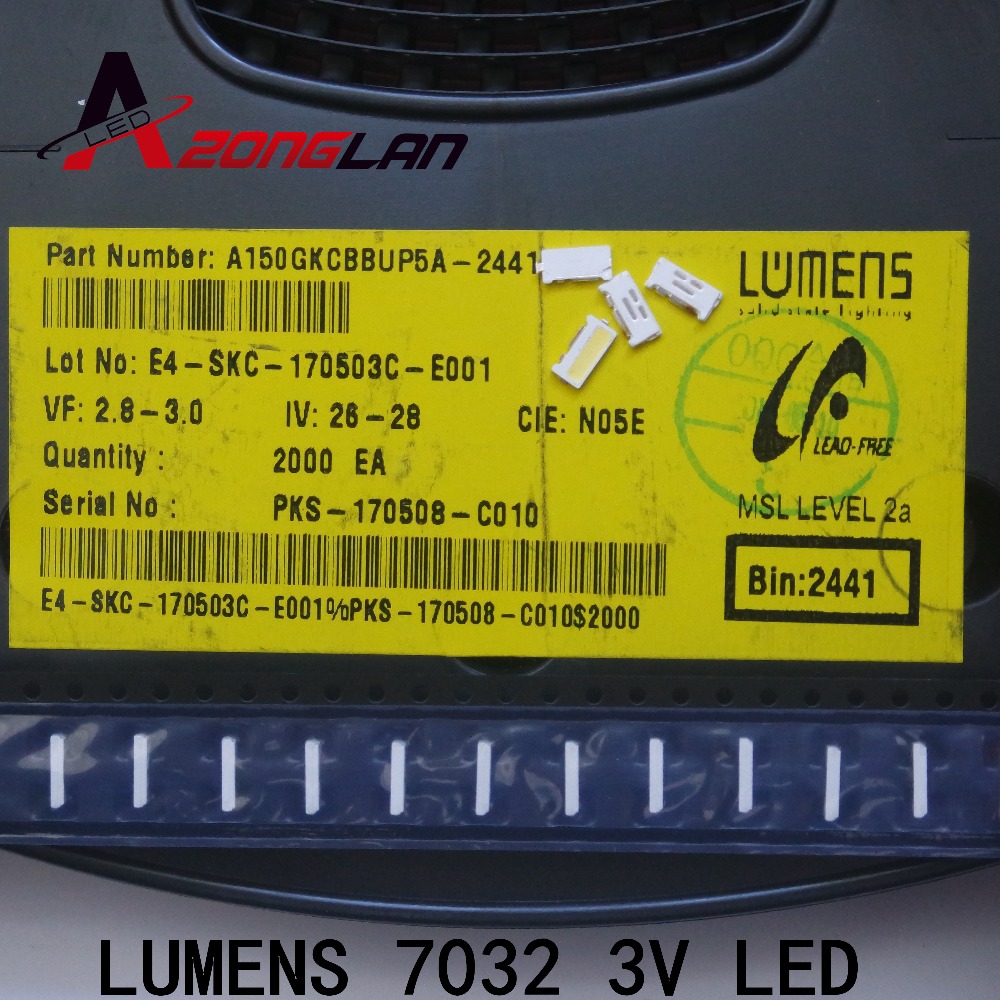 A LED
AZONGLAN
Part Number: A150GKCBBUP5A-2441
LUMENS
solid state lighting
Lot No: E4-SKC-170503C-E001
VF: 2.8-3.0 IV: 26-28 CIE: N05E
LEAD-FREE
Quantity : 2000 EA
Serial No : PKS-170508-C010
MSL LEVEL 2a
Bin:2441
E4-SKC-170503C-E001%PKS-170508-C010$2000
LUMENS 7032 3V LED